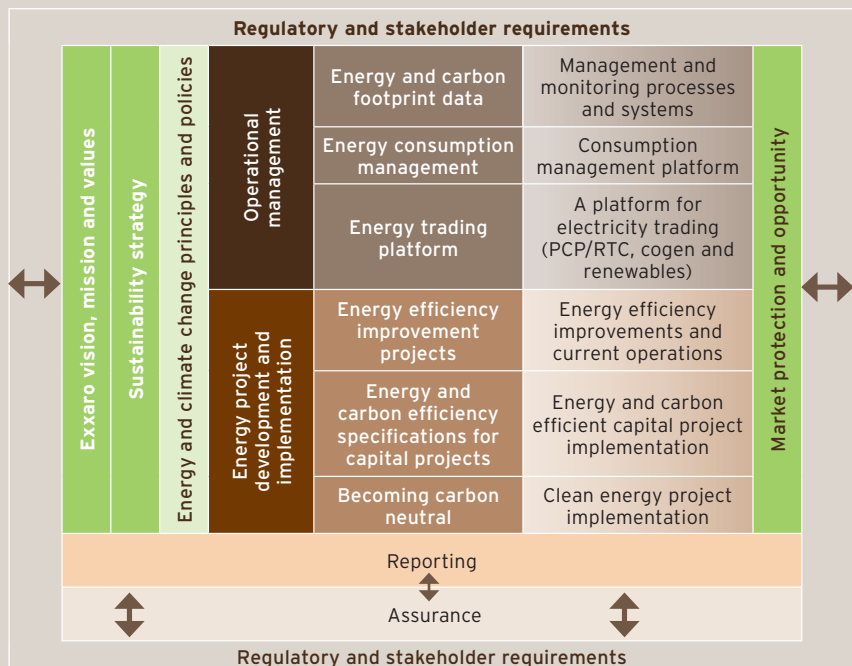 Regulatory and stakeholder requirements
Exxaro vision, mission and values
Sustainability strategy
Energy and climate change principles and policies
Operational
management
Energy and carbon
footprint data
Management and
monitoring processes
and systems
Energy consumption
management
Consumption
management platform
Energy trading
platform
A platform for
electricity trading
(PCP/RTC, cogen and
renewables)
Energy project
development and
implementation
Energy efficiency
improvement
projects
Energy efficiency
improvements and
current operations
Energy and
carbon efficiency
specifications for
capital projects
Energy and carbon
efficient capital project
implementation
Becoming carbon
neutral
Clean energy project
implementation
Market protection and opportunity
Reporting
Assurance
Regulatory and stakeholder requirements